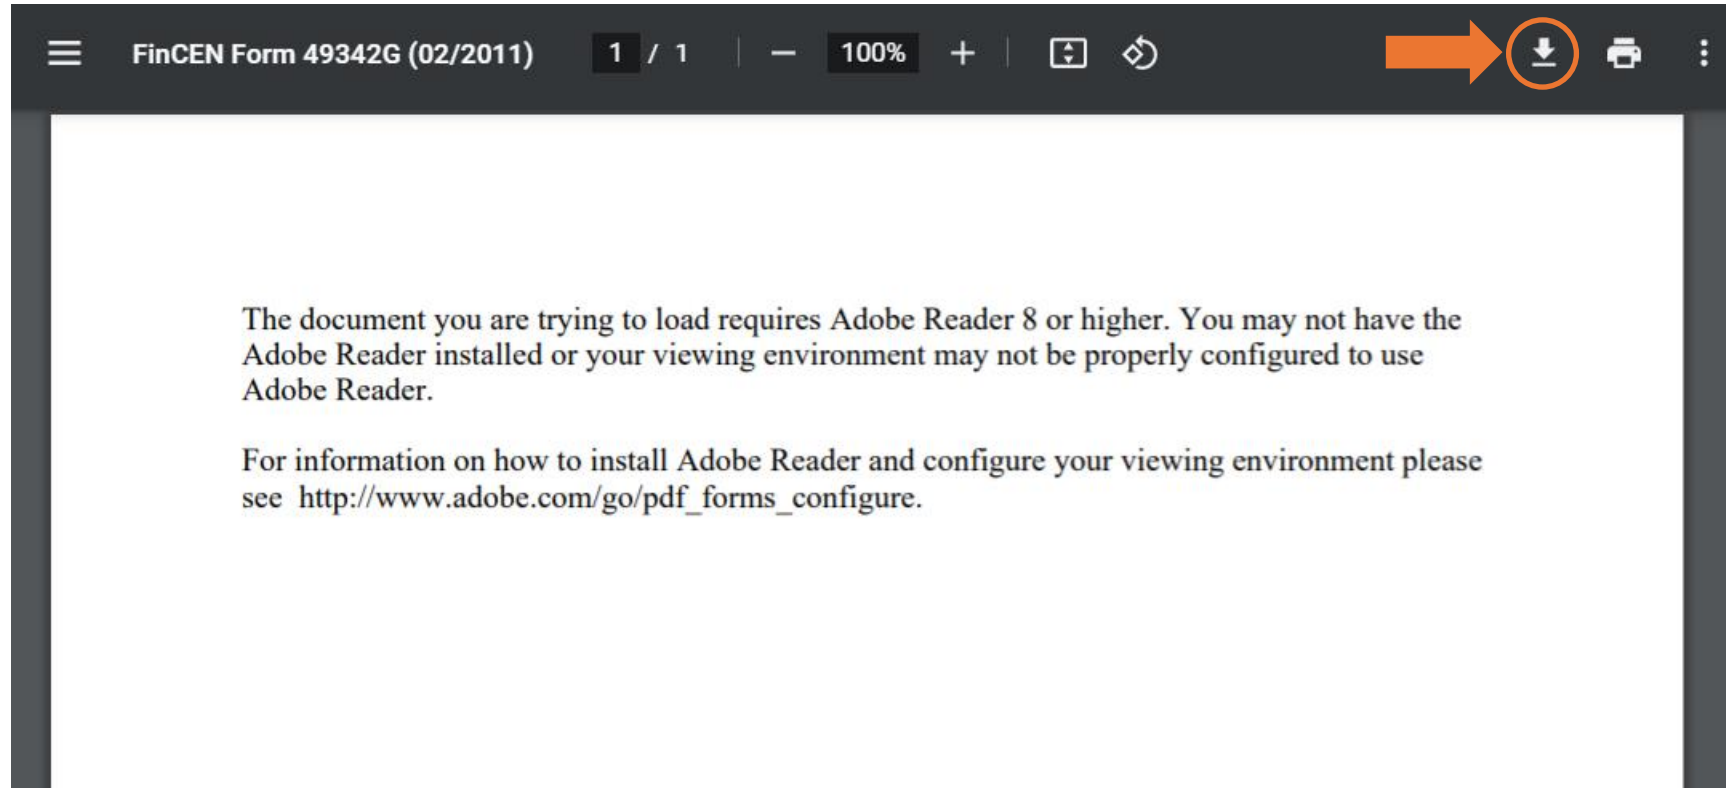 FinCEN Form 49342G (02/2011) 1 / 1 100%
The document you are trying to load requires Adobe Reader 8 or higher. You may not have the
Adobe Reader installed or your viewing environment may not be properly configured to use
Adobe Reader.
For information on how to install Adobe Reader and configure your viewing environment please
see http://www.adobe.com/go/pdf_forms_configure.